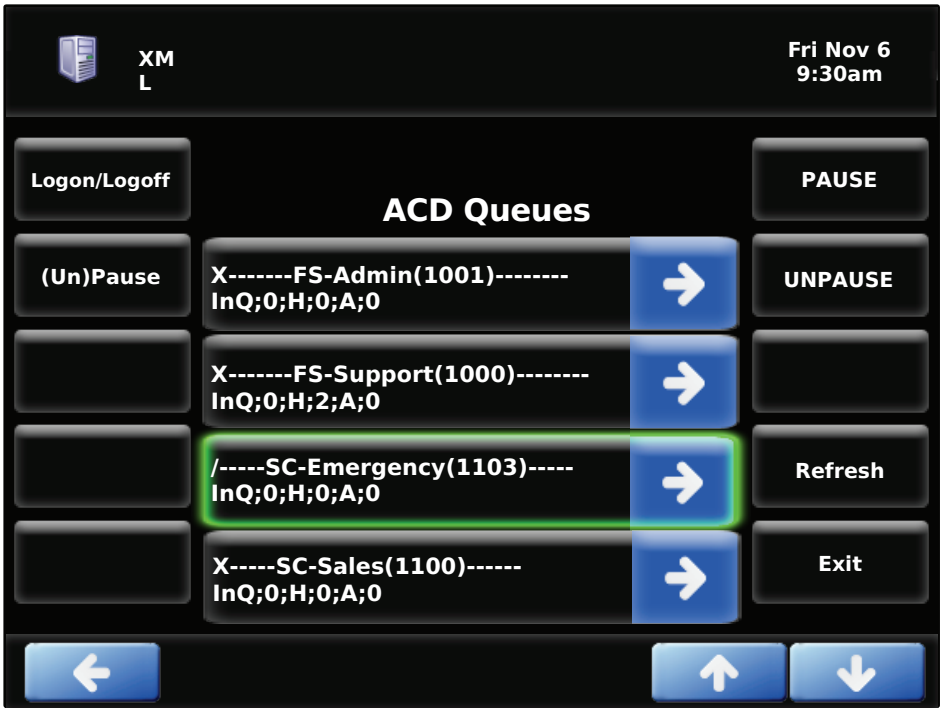 XM
L
Fri Nov 6
9:30am
Logon/Logoff
PAUSE
ACD Queues
(Un)Pause
X-------FS-Admin(1001)--------
InQ;0;H;0;A;0
UNPAUSE
X-------FS-Support(1000)--------
InQ;0;H;2;A;0
/-----SC-Emergency(1103)-----
InQ;0;H;0;A;0
Refresh
X-----SC-Sales(1100)------
InQ;0;H;0;A;0
Exit